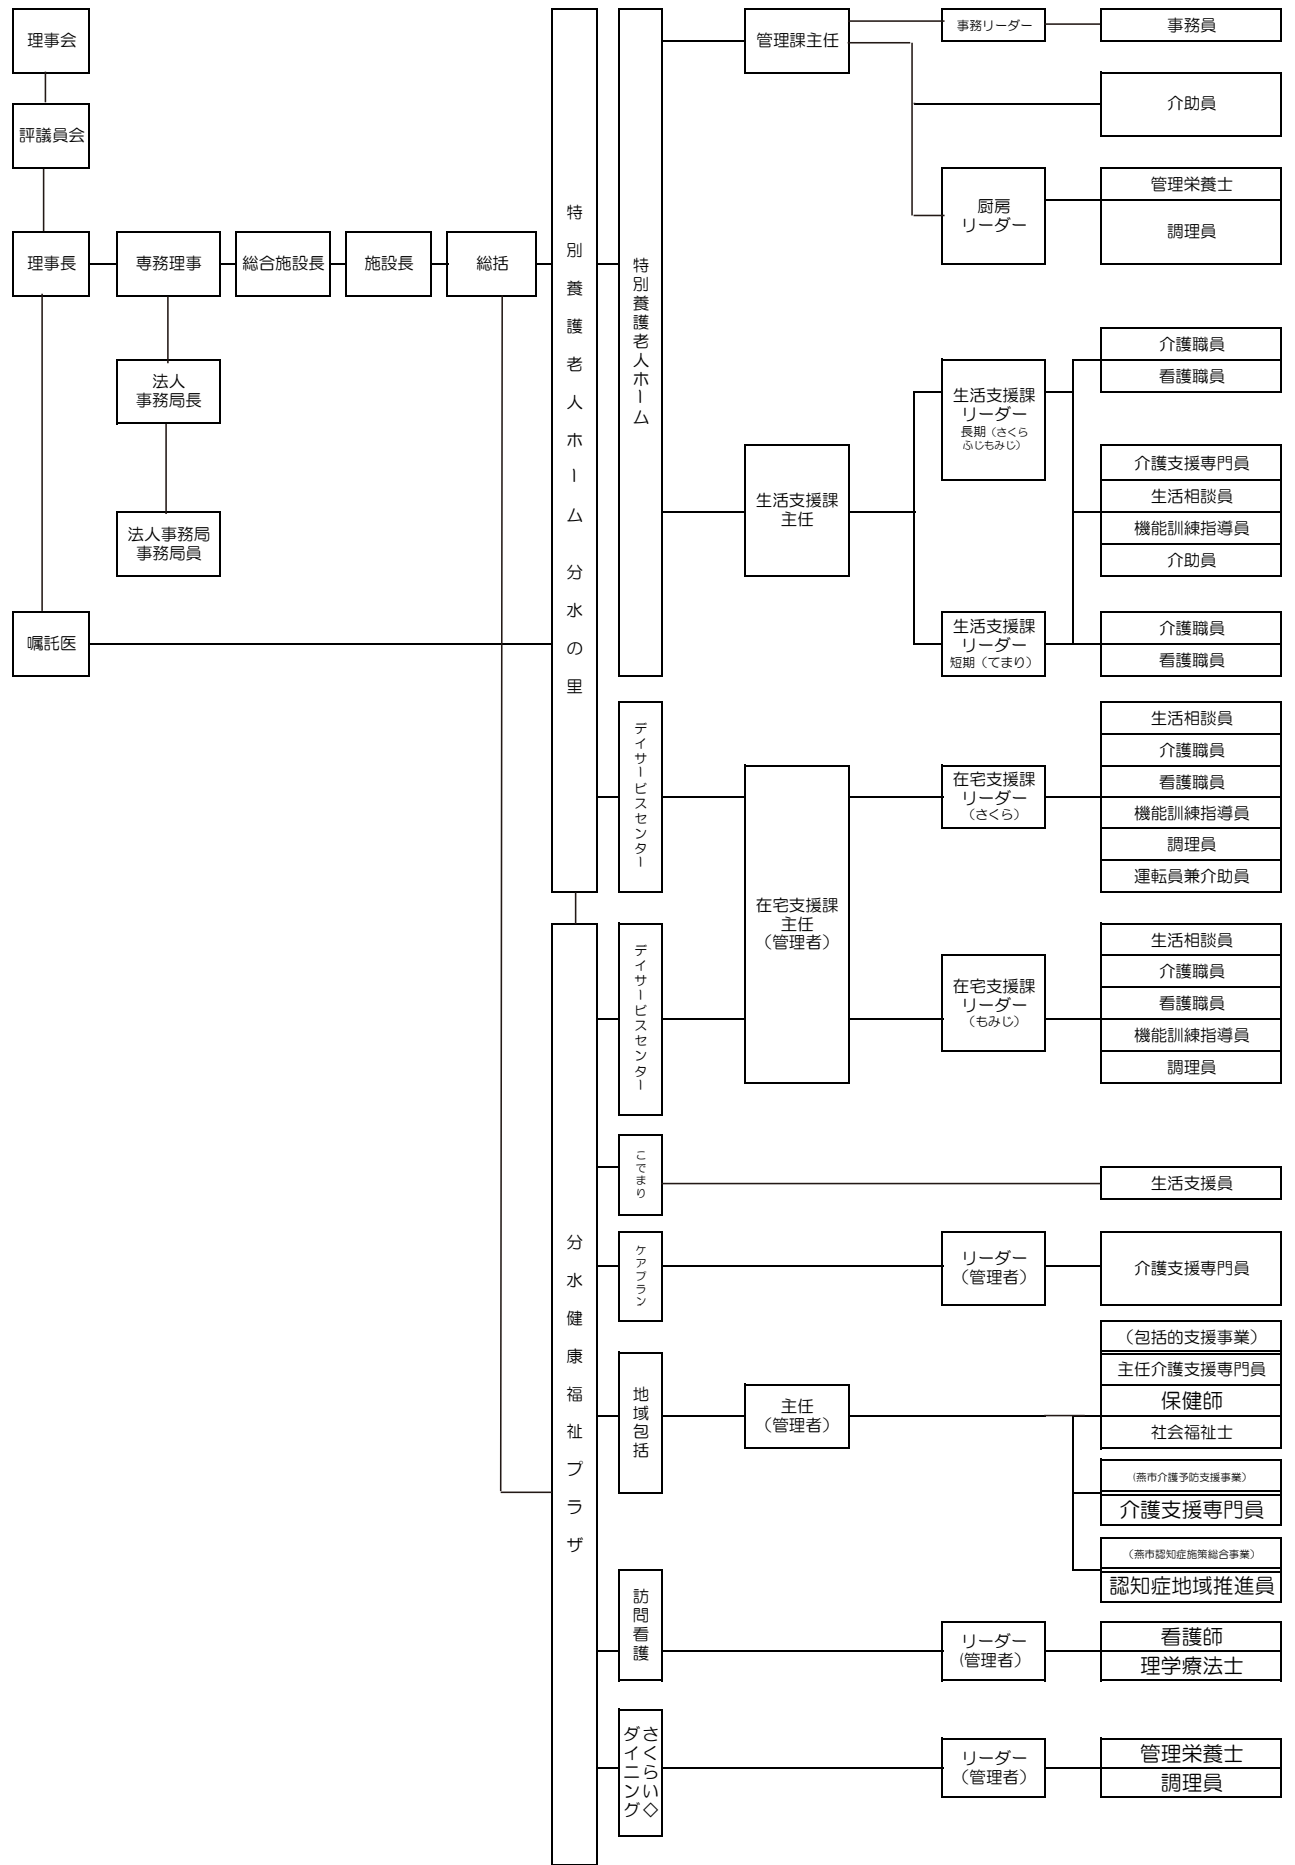 理事会
評議員会
理事長
専務理事
総合施設長
施設長
総括
法人
事務局長
法人事務局
事務局員
嘱託医
特別養護老人ホーム 分水の里
特別養護老人ホーム
管理課主任
事務リーダー
事務員
介助員
厨房
リーダー
管理栄養士
調理員
生活支援課
主任
生活支援課
リーダー
長期（さくら
ふじもみじ）
介護職員
看護職員
介護支援専門員
生活相談員
機能訓練指導員
介助員
生活支援課
リーダー
短期（てまり）
介護職員
看護職員
デイサービスセンター
在宅支援課
主任
（管理者）
在宅支援課
リーダー
（さくら）
生活相談員
介護職員
看護職員
機能訓練指導員
調理員
運転員兼介助員
分水健康福祉プラザ
デイサービスセンター
在宅支援課
リーダー
（もみじ）
生活相談員
介護職員
看護職員
機能訓練指導員
調理員
こでまり
生活支援員
ケアプラン
リーダー
（管理者）
介護支援専門員
地域包括
主任
（管理者）
（包括的支援事業）
主任介護支援専門員
保健師
社会福祉士
（燕市介護予防支援事業）
介護支援専門員
（燕市認知症施策総合事業）
認知症地域推進員
訪問看護
リーダー
（管理者）
看護師
理学療法士
さくらい◇
ダイニング
リーダー
（管理者）
管理栄養士
調理員